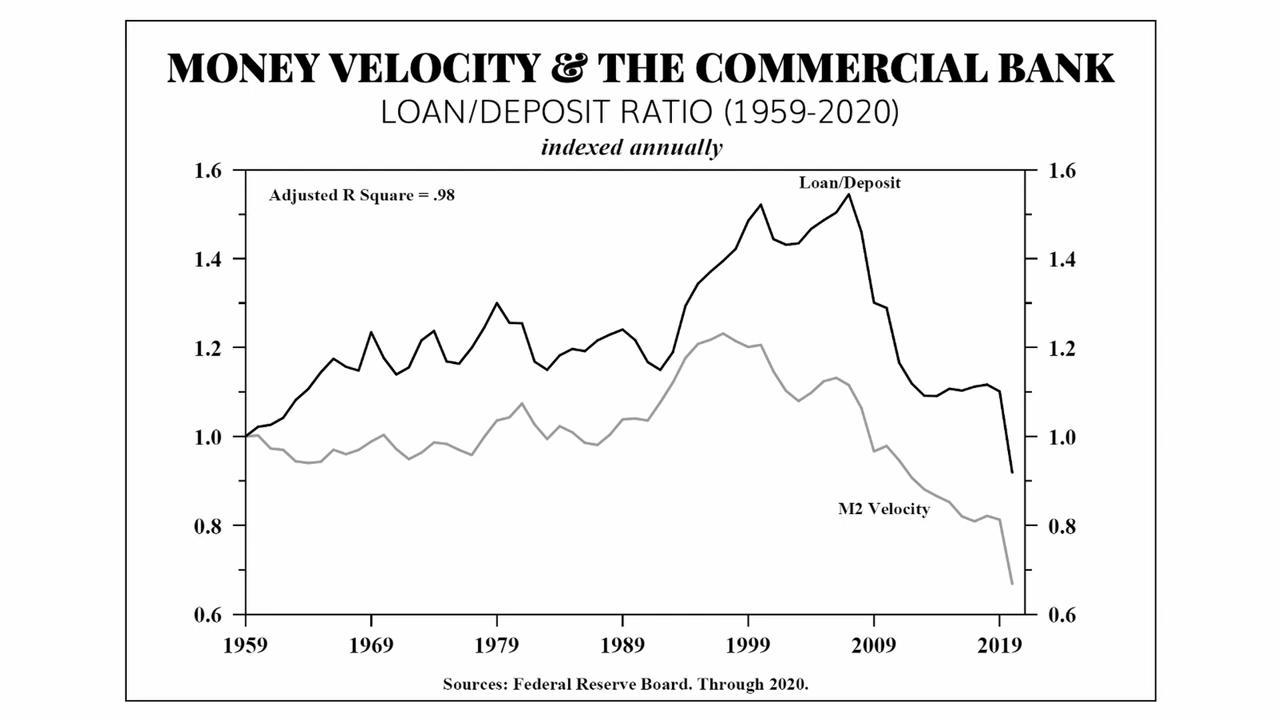 MONEY VELOCITY & THE COMMERCIAL BANK
LOAN/DEPOSIT RATIO (1959-2020)
indexed annually
Adjusted R Square = .98
Loan/Deposit
M2 Velocity
1.6
1.4
1.2
1.0
0.8
0.6
1.6
1.4
1.2
1.0
0.8
0.6
1959 1969 1979 1989 1999 2009 2019
Sources: Federal Reserve Board. Through 2020.